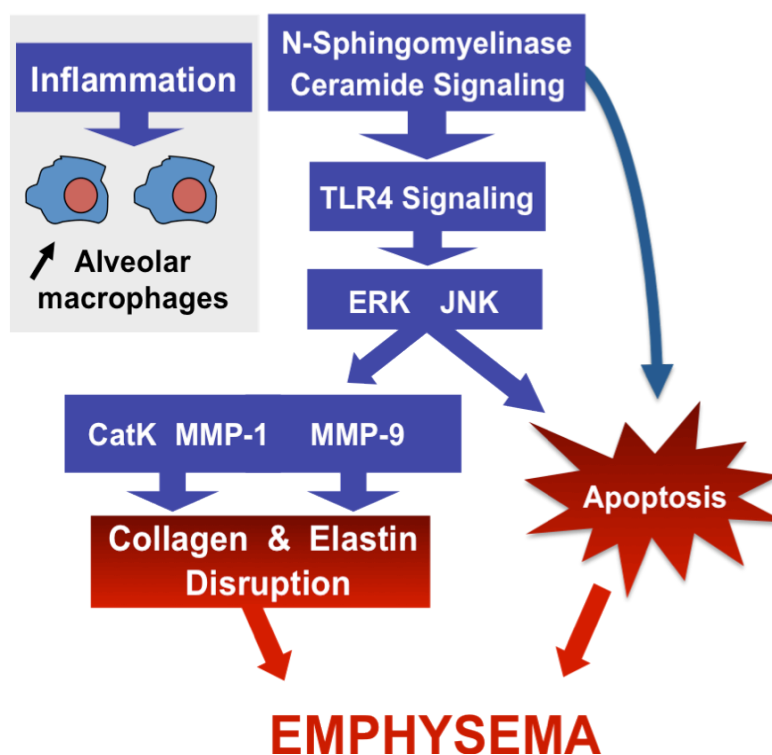 Inflammation
Alveolar
macrophages
N-Sphingomyelinase
Ceramide Signaling
TLR4 Signaling
ERK JNK
CatK MMP-1 MMP-9
Collagen & Elastin
Disruption
Apoptosis
EMPHYSEMA